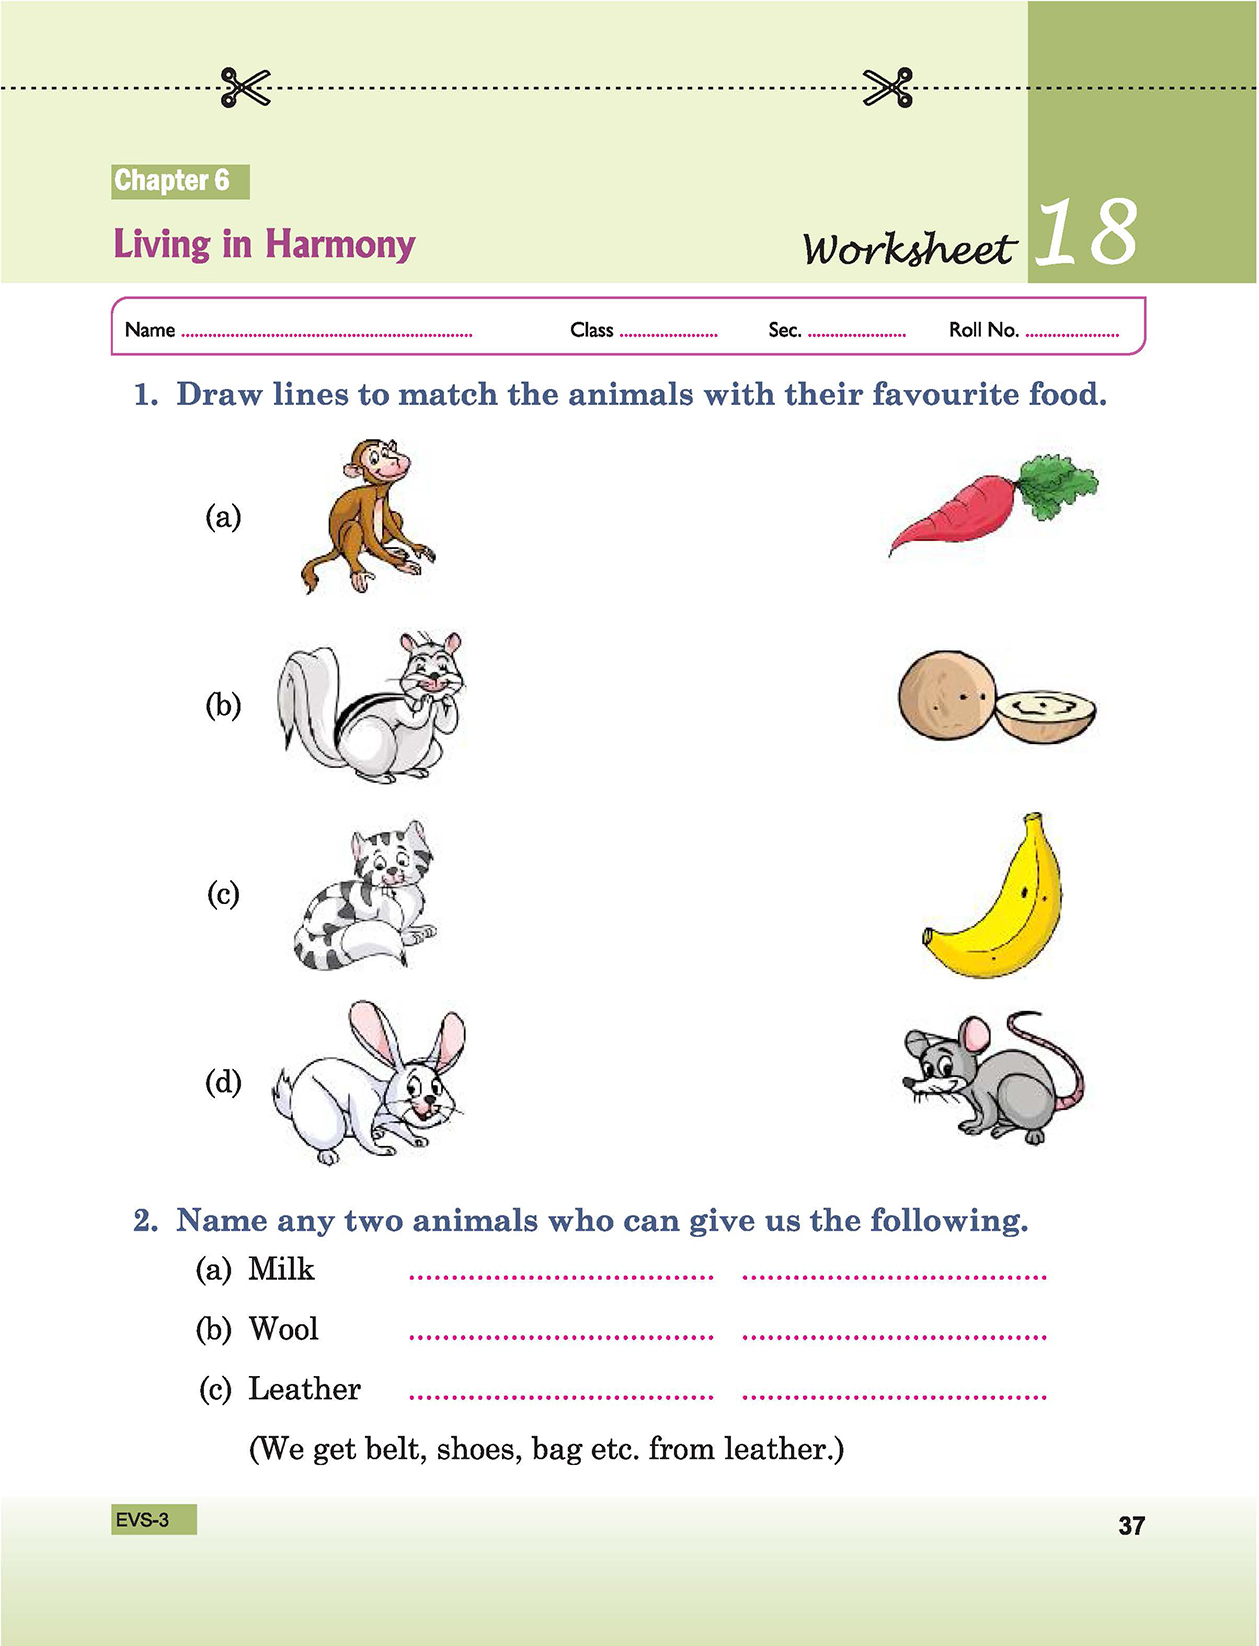 Chapter 6
Living in Harmony
Worksheet 18
Name .......... Class .......... Sec. .......... Roll No. ..........
1. Draw lines to match the animals with their favourite food.
(a)
(b)
(c)
(d)
2. Name any two animals who can give us the following.
(a) Milk .......... ..........
(b) Wool .......... ..........
(c) Leather .......... ..........
(We get belt, shoes, bag etc. from leather.)
EVS-3 37